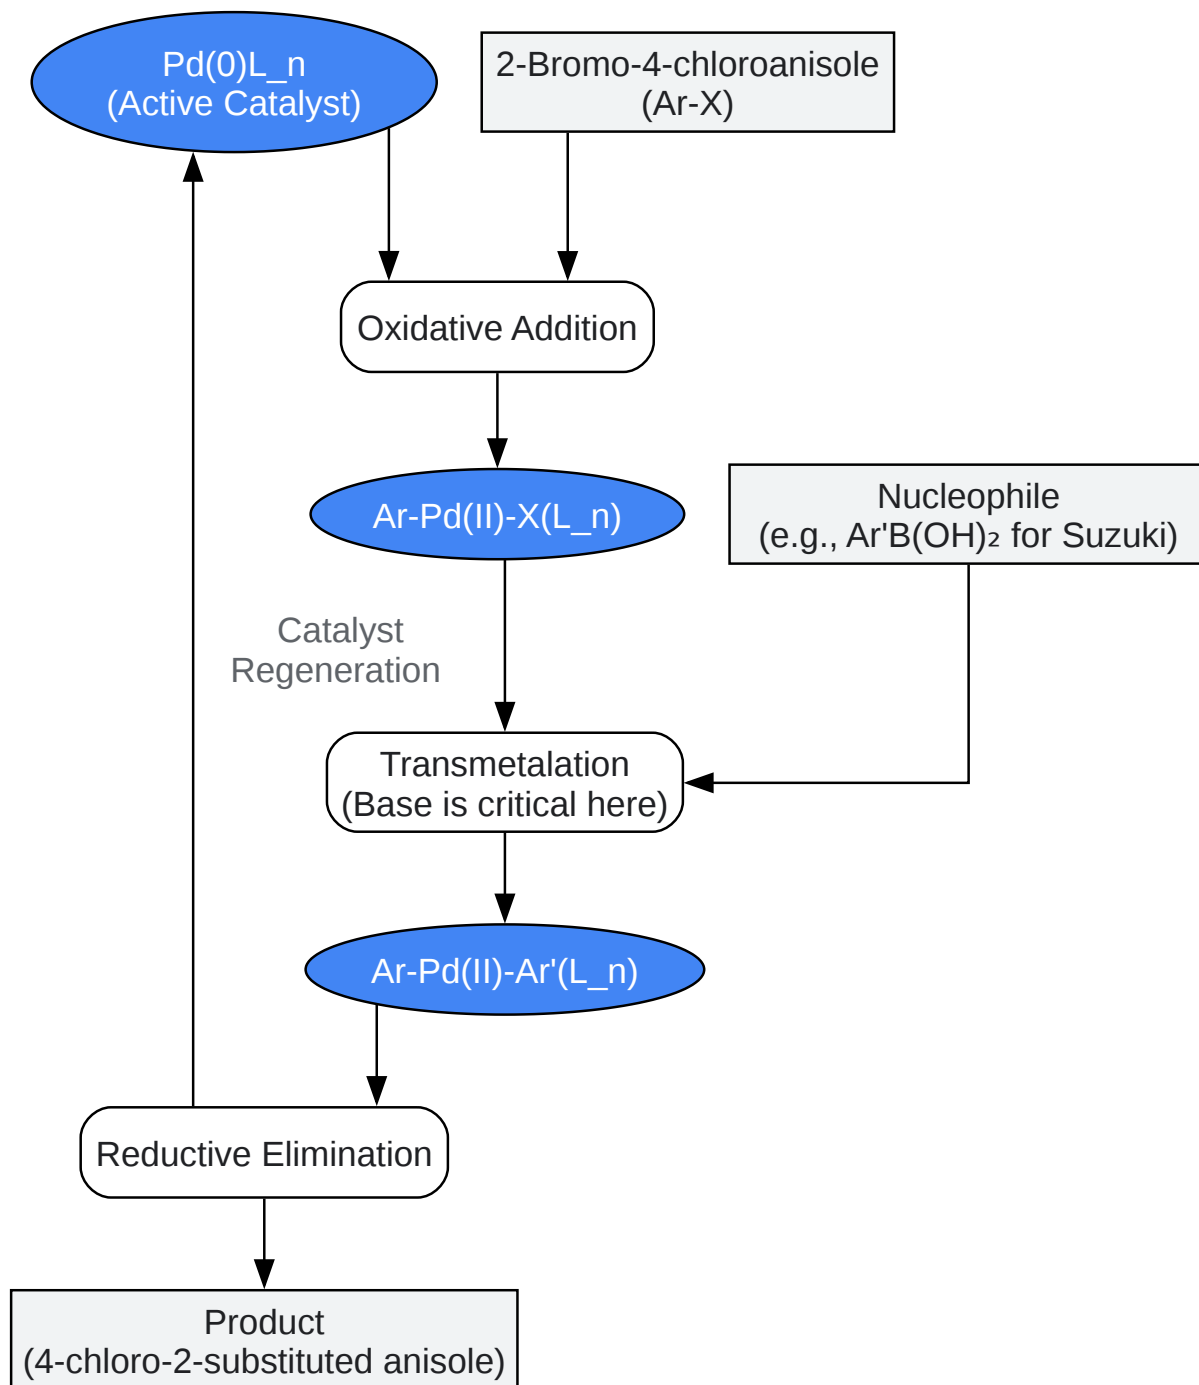 Pd(0)L_n
(Active Catalyst)
2-Bromo-4-chloroanisole
(Ar-X)
Oxidative Addition
Ar-Pd(II)-X(L_n)
Nucleophile
(e.g., Ar'B(OH)₂ for Suzuki)
Catalyst
Regeneration
Transmetalation
(Base is critical here)
Ar-Pd(II)-Ar'(L_n)
Reductive Elimination
Product
(4-chloro-2-substituted anisole)